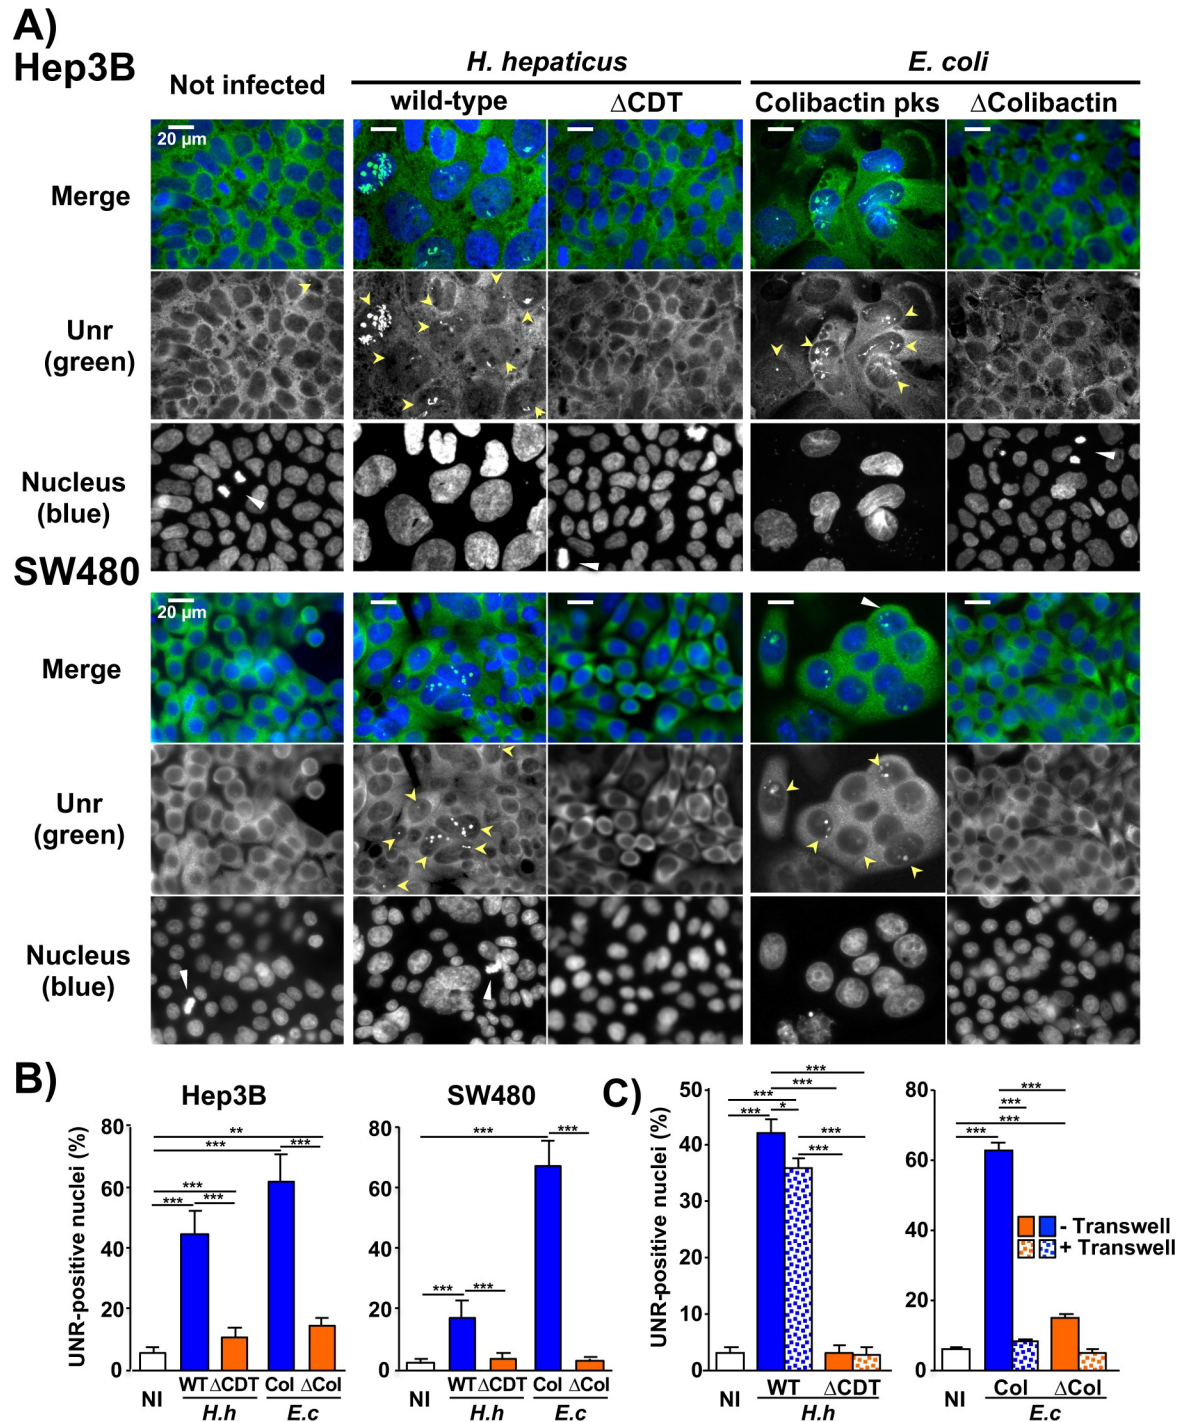 A)
Hep3B
Not infected
H. hepaticus
E. coli
wild-type
ΔCDT
Colibactin pks
ΔColibactin
20 µm
Merge
Unr
(green)
Nucleus
(blue)
SW480
20 µm
Merge
Unr
(green)
Nucleus
(blue)
B)
Hep3B
UNR-positive nuclei (%)
80
60
40
20
0
**
***
***
***
***
***
NI
WT ΔCDT
H.h
Col ΔCol
E.c
SW480
80
60
40
20
0
***
***
***
***
NI
WT ΔCDT
H.h
Col ΔCol
E.c
C)
UNR-positive nuclei (%)
50
40
30
20
10
0
***
***
***
***
*
***
***
NI
WT
ΔCDT
H.h
80
60
40
20
0
***
***
***
***
NI
Col
ΔCol
E.c
- Transwell
+ Transwell